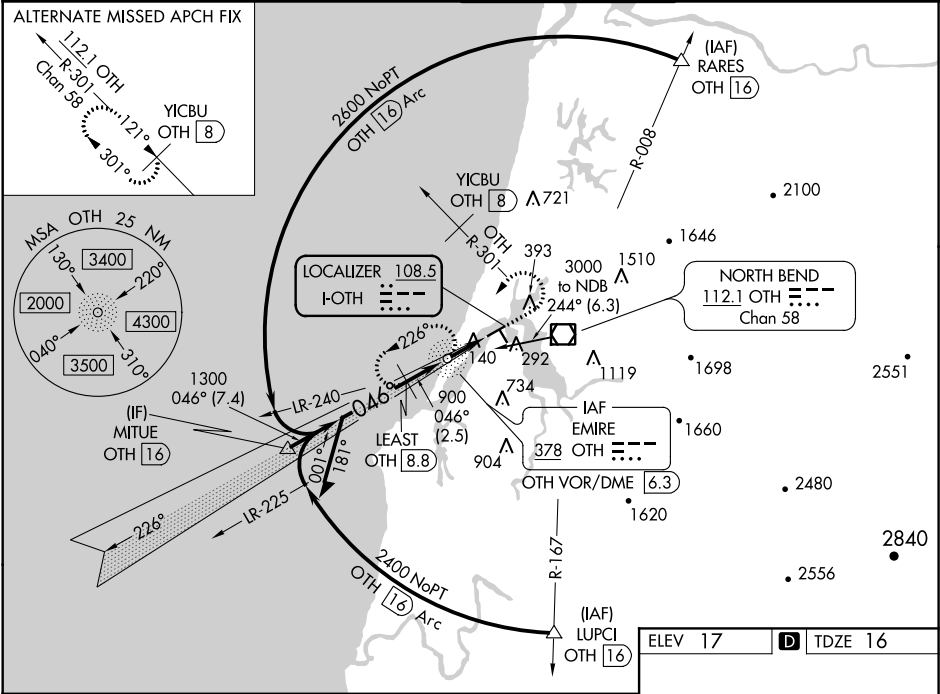 ALTERNATE MISSED APCH FIX
112.1 OTH
R-301
Chan 58
121°
301°
YICBU
OTH 8
MSA OTH 25 NM
130°
220°
040°
310°
3400
2000
4300
3500
2600 NoPT
OTH 16 Arc
(IAF)
RARES
OTH 16
R-008
2100
YICBU
OTH 8
721
OTH
R-301
393
1646
1510
3000
to NDB
244° (6.3)
LOCALIZER 108.5
I-OTH
NORTH BEND
112.1 OTH
Chan 58
226°
140
292
1119
1698
2551
1300
046° (7.4)
LR-240
046°
900
046°
(2.5)
734
(IF)
MITUE
OTH 16
LEAST
OTH 8.8
904
IAF
EMIRE
378 OTH
OTH VOR/DME 6.3
1660
001°
181°
LR-225
226°
2480
1620
2840
2556
2400 NoPT
OTH 16 Arc
R-167
(IAF)
LUPCI
OTH 16
ELEV 17 D TDZE 16